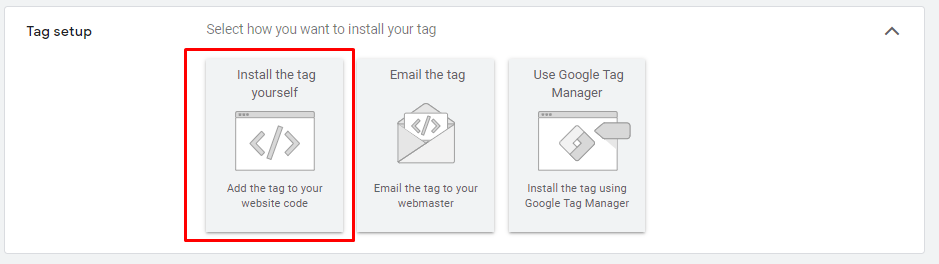 Tag setup
Select how you want to install your tag
Install the tag
yourself
</>
Add the tag to your
website code
Email the tag
</>
Email the tag to your
webmaster
Use Google Tag
Manager
Install the tag using
Google Tag Manager